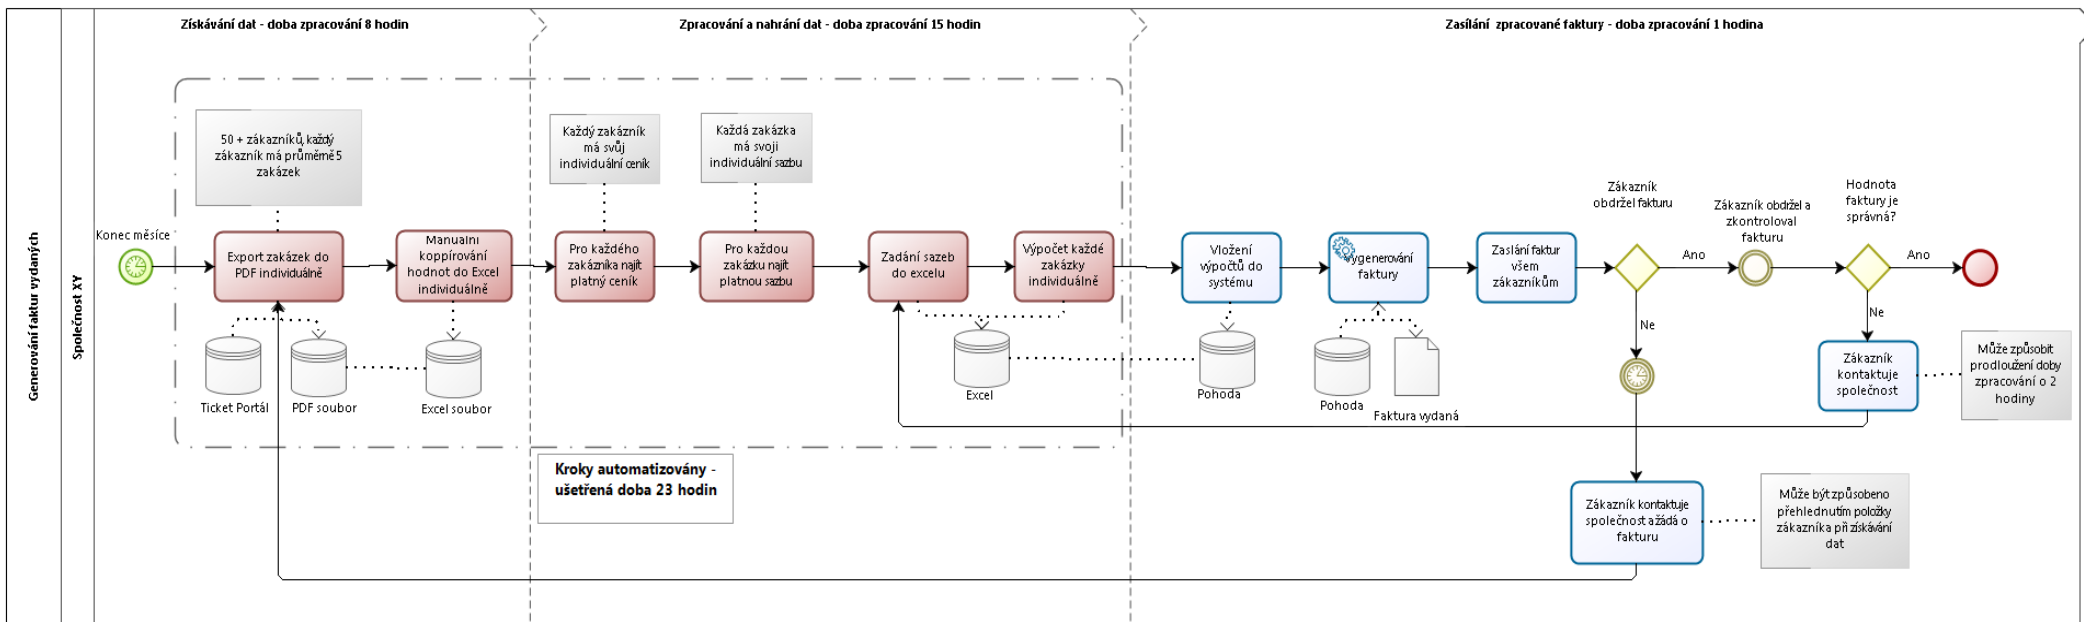 Získávání dat - doba zpracování 8 hodin
Zpracování a nahrání dat - doba zpracování 15 hodin
Zasílání zpracované faktury - doba zpracování 1 hodina
Generování faktur vydaných
Společnost XY
50 + zákazníků, každý
zákazník má průměrně 5
zakázek
Každý zakázník
má svůj
individuální ceník
Každá zakázka
má svoji
individuální sazbu
Konec měsíce
Export zakázek do
PDF individuálně
Manualni
koppírování
hodnot do Excel
individuálně
Pro každého
zakázníka najít
platný ceník
Pro každou
zakázku najít
platnou sazbu
Zadání sazeb
do excelu
Výpočet každé
zakázky
individuálně
Vložení
výpočtů do
systému
Vygenerování
faktury
Zaslání faktur
všem
zákazníkům
Zákazník
obdržel fakturu
Ano
Zákazník obdržel a
zkontroloval
fakturu
Hodnota
faktury je
správná?
Ano
Ne
Ne
Ticket Portál
PDF soubor
Excel soubor
Excel
Pohoda
Pohoda
Faktura vydaná
Zákazník
kontaktuje
společnost
Může způsobit
prodloužení doby
zpracování o 2
hodiny
Kroky automatizovány -
ušetřená doba 23 hodin
Zákazník kontaktuje
společnost a žádá o
fakturu
Může být způsobeno
přehlednutím položky
zákazníka při získávání
dat